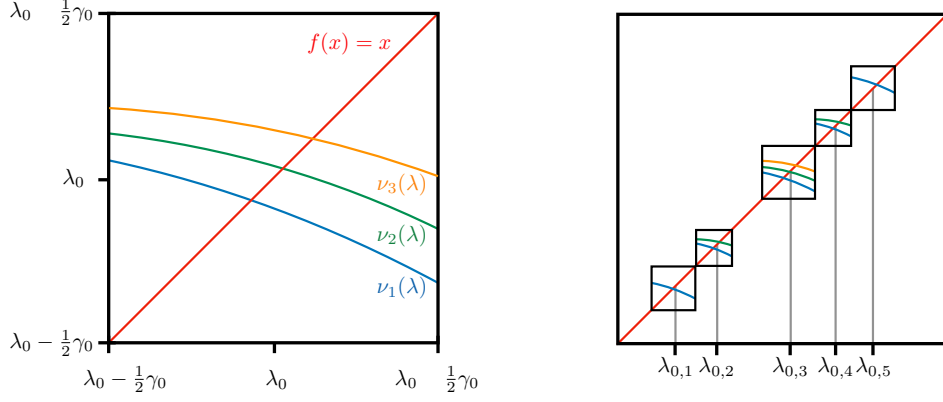 λ₀ ½γ₀
f(x) = x
λ₀
ν₃(λ)
ν₂(λ)
ν₁(λ)
λ₀ − ½γ₀
λ₀ − ½γ₀
λ₀
λ₀ ½γ₀
λ₀,₁
λ₀,₂
λ₀,₃
λ₀,₄
λ₀,₅